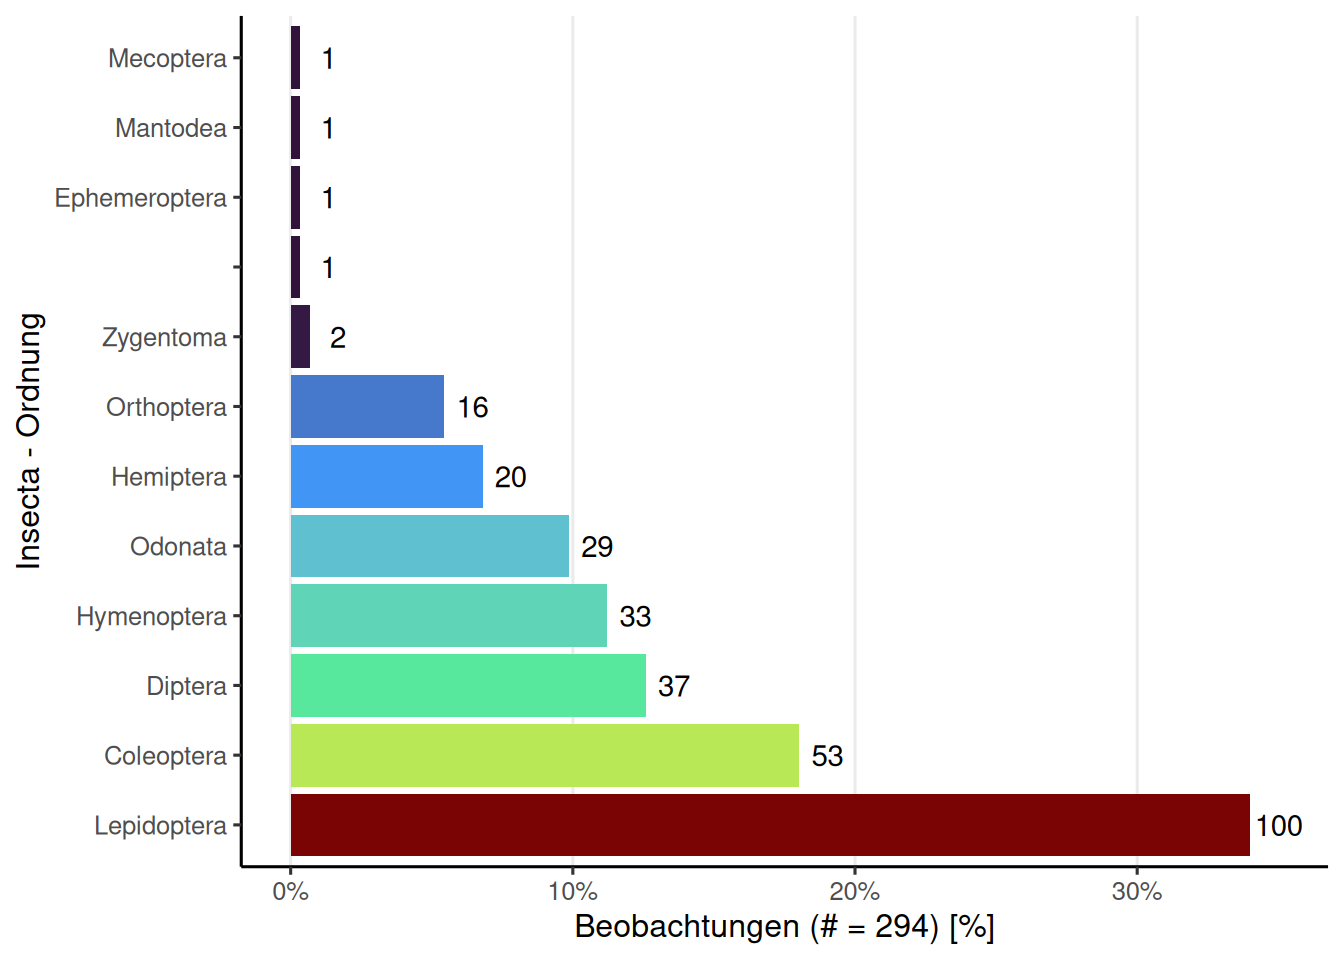 Mecoptera 1
Mantodea 1
Ephemeroptera 1
1
Zygentoma 2
Orthoptera 16
Hemiptera 20
Odonata 29
Hymenoptera 33
Diptera 37
Coleoptera 53
Lepidoptera 100
Insecta - Ordnung
0% 10% 20% 30%
Beobachtungen (# = 294) [%]